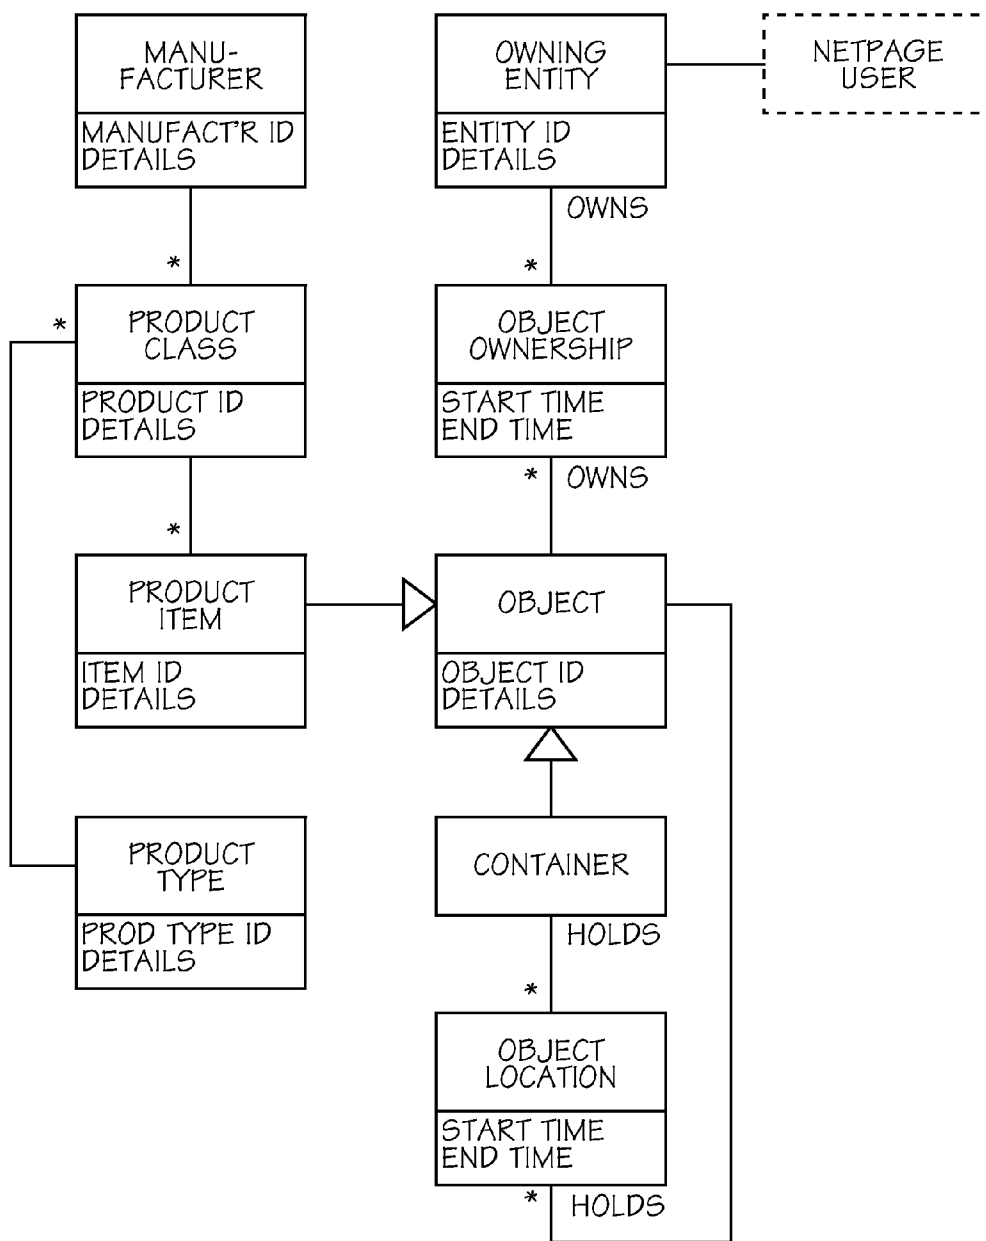 MANU-
FACTURER
MANUFACT'R ID
DETAILS
OWNING
ENTITY
ENTITY ID
DETAILS
NETPAGE
USER
OWNS
*
*
*
PRODUCT
CLASS
PRODUCT ID
DETAILS
OBJECT
OWNERSHIP
START TIME
END TIME
* OWNS
*
PRODUCT
ITEM
ITEM ID
DETAILS
OBJECT
OBJECT ID
DETAILS
PRODUCT
TYPE
PROD TYPE ID
DETAILS
CONTAINER
HOLDS
*
OBJECT
LOCATION
START TIME
END TIME
* HOLDS